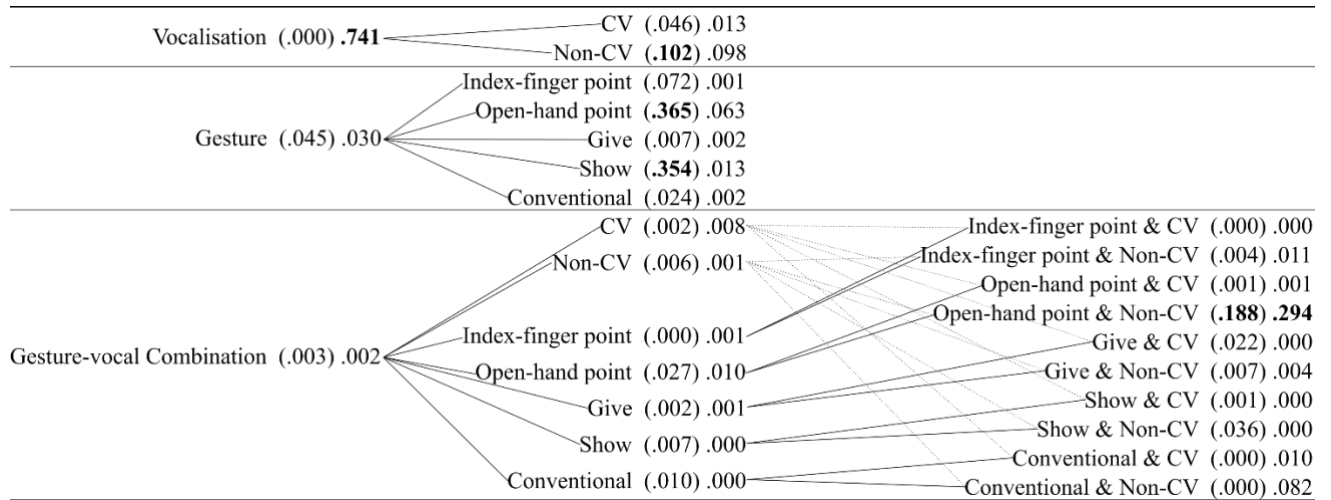 Vocalisation (.000) .741
CV (.046) .013
Non-CV (.102) .098
Gesture (.045) .030
Index-finger point (.072) .001
Open-hand point (.365) .063
Give (.007) .002
Show (.354) .013
Conventional (.024) .002
Gesture-vocal Combination (.003) .002
CV (.002) .008
Non-CV (.006) .001
Index-finger point (.000) .001
Open-hand point (.027) .010
Give (.002) .001
Show (.007) .000
Conventional (.010) .000
Index-finger point & CV (.000) .000
Index-finger point & Non-CV (.004) .011
Open-hand point & CV (.001) .001
Open-hand point & Non-CV (.188) .294
Give & CV (.022) .000
Give & Non-CV (.007) .004
Show & CV (.001) .000
Show & Non-CV (.036) .000
Conventional & CV (.000) .010
Conventional & Non-CV (.000) .082